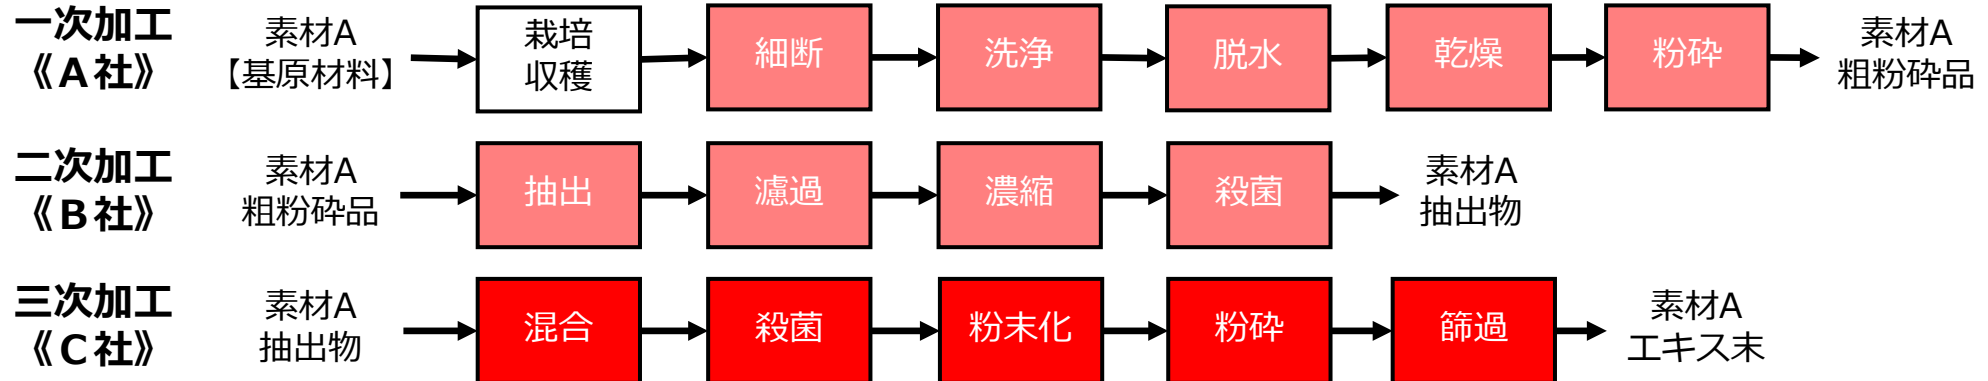 一次加工
《A社》
素材A
【基原材料】
栽培
収穫
細断
洗浄
脱水
乾燥
粉砕
素材A
粗粉砕品
二次加工
《B社》
素材A
粗粉砕品
抽出
濾過
濃縮
殺菌
素材A
抽出物
三次加工
《C社》
素材A
抽出物
混合
殺菌
粉末化
粉砕
篩過
素材A
エキス末